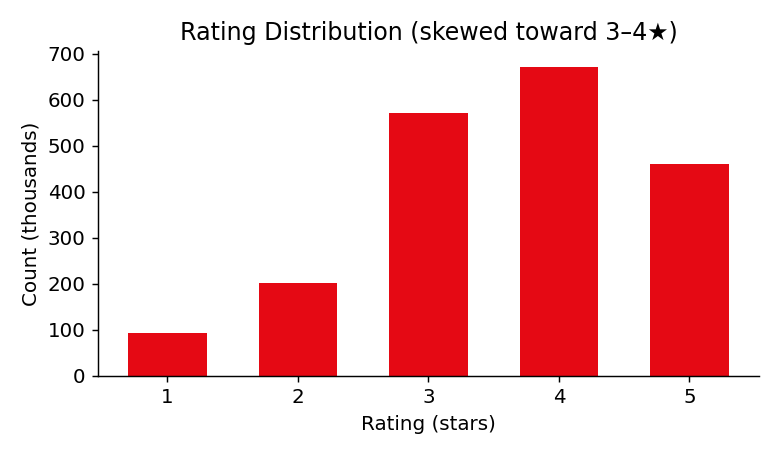 Rating Distribution (skewed toward 3–4★)
700
600
500
400
300
200
100
0
Count (thousands)
1 2 3 4 5
Rating (stars)